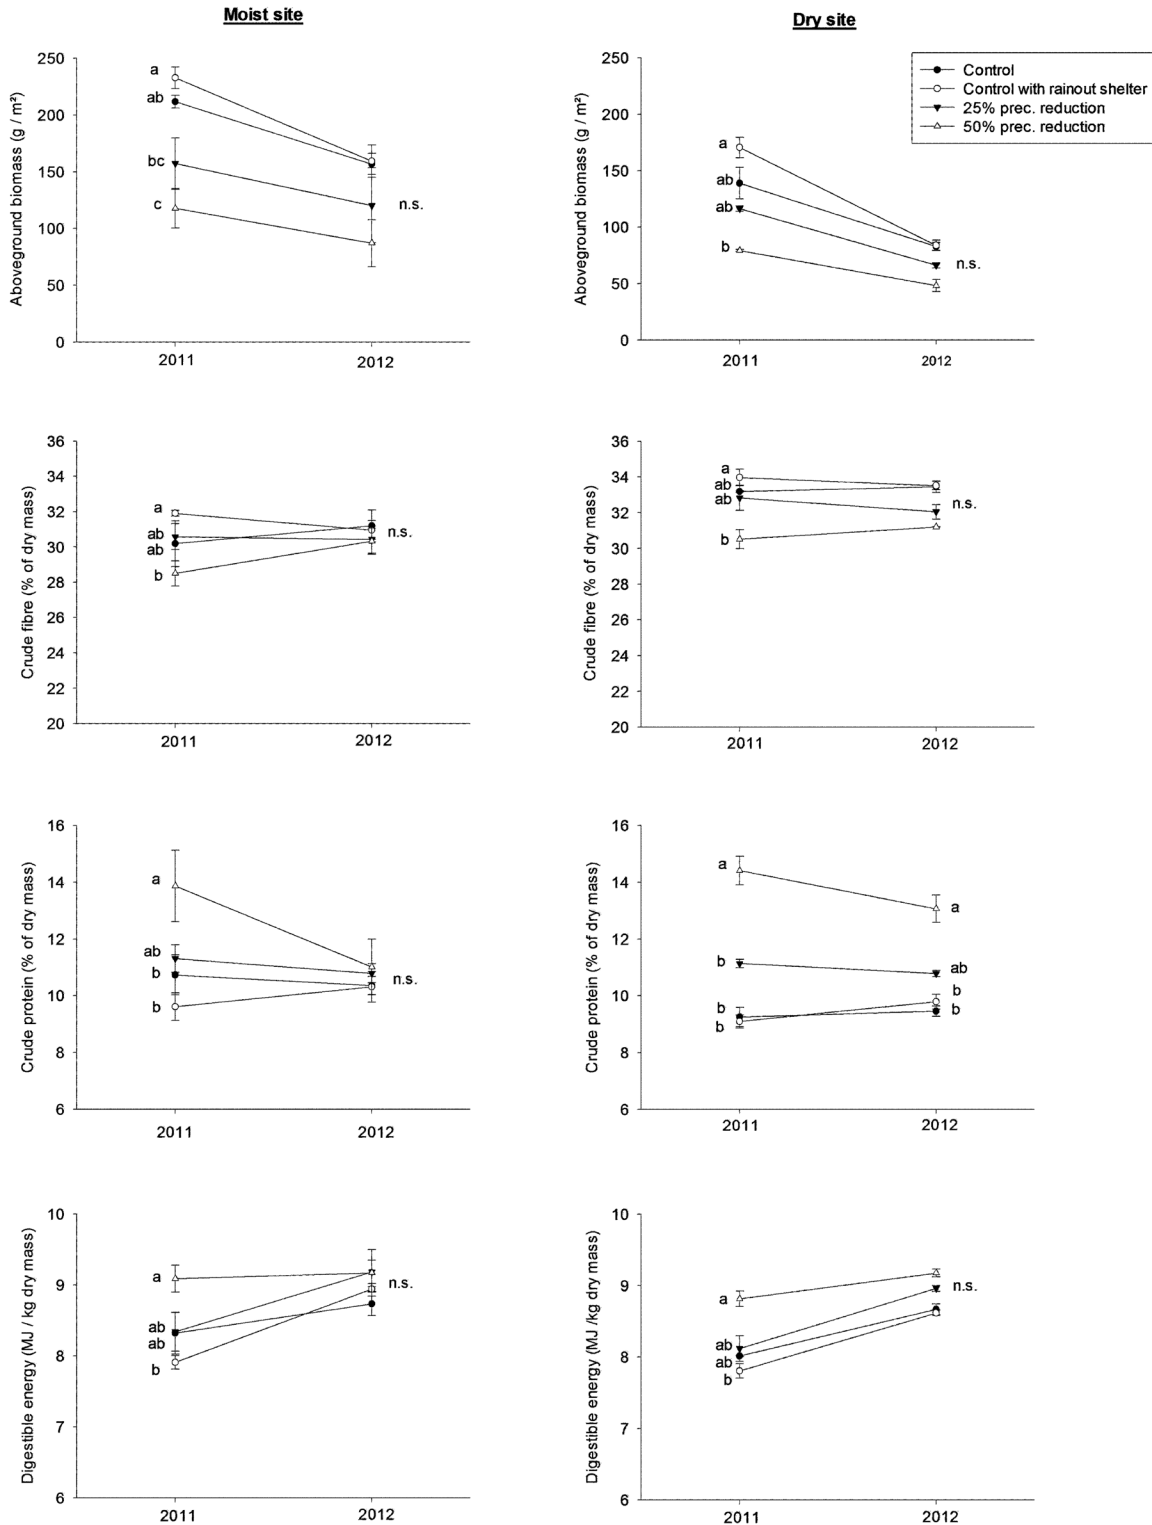 Moist site
Dry site
Control
Control with rainout shelter
25% prec. reduction
50% prec. reduction
Aboveground biomass (g / m²)
250
200
150
100
50
0
a
ab
bc
c
n.s.
2011
2012
Aboveground biomass (g / m²)
250
200
150
100
50
0
a
ab
ab
b
n.s.
2011
2012
Crude fibre (% of dry mass)
36
34
32
30
28
26
24
22
20
a
ab
ab
b
n.s.
2011
2012
Crude fibre (% of dry mass)
36
34
32
30
28
26
24
22
20
a
ab
ab
b
n.s.
2011
2012
Crude protein (% of dry mass)
16
14
12
10
8
6
a
ab
b
b
n.s.
2011
2012
Crude protein (% of dry mass)
16
14
12
10
8
6
a
b
b
b
a
ab
b
b
2011
2012
Digestible energy (MJ / kg dry mass)
10
9
8
7
6
a
ab
ab
b
n.s.
2011
2012
Digestible energy (MJ /kg dry mass)
10
9
8
7
6
a
ab
ab
b
n.s.
2011
2012